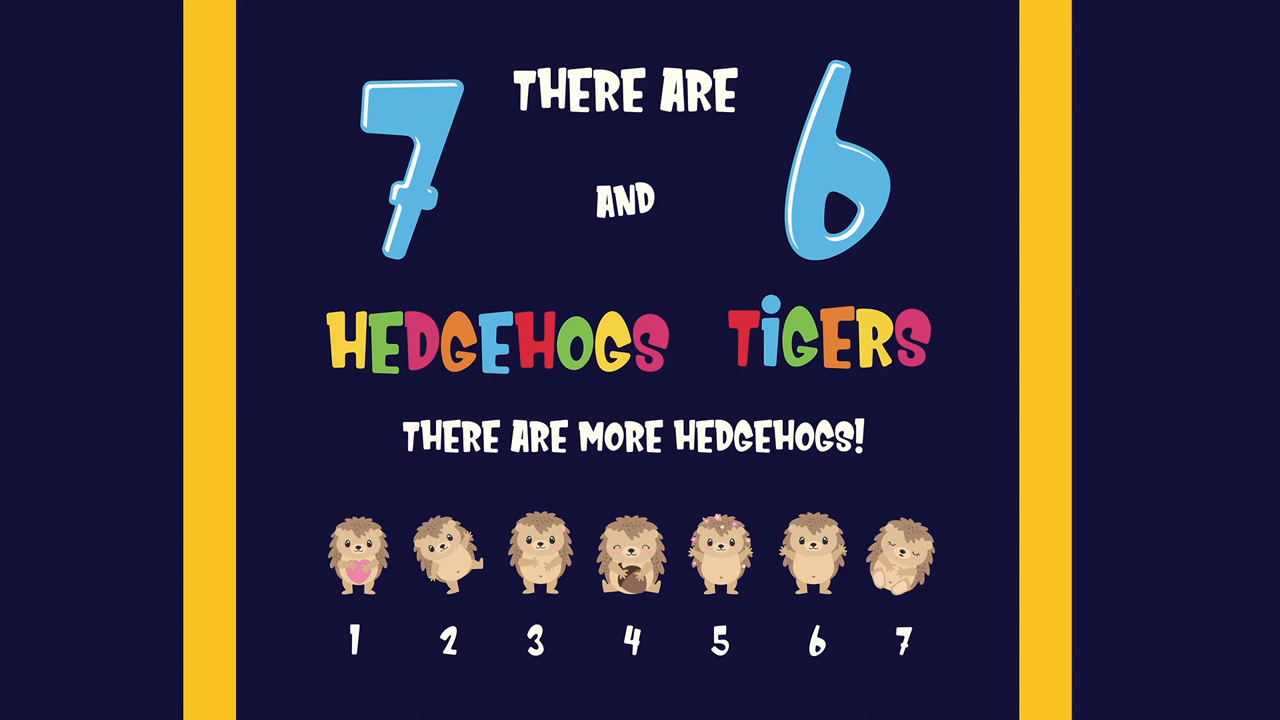 THERE ARE
7 AND 6
HEDGEHOGS TiGERS
THERE ARE MORE HEDGEHOGS!
1 2 3 4 5 6 7